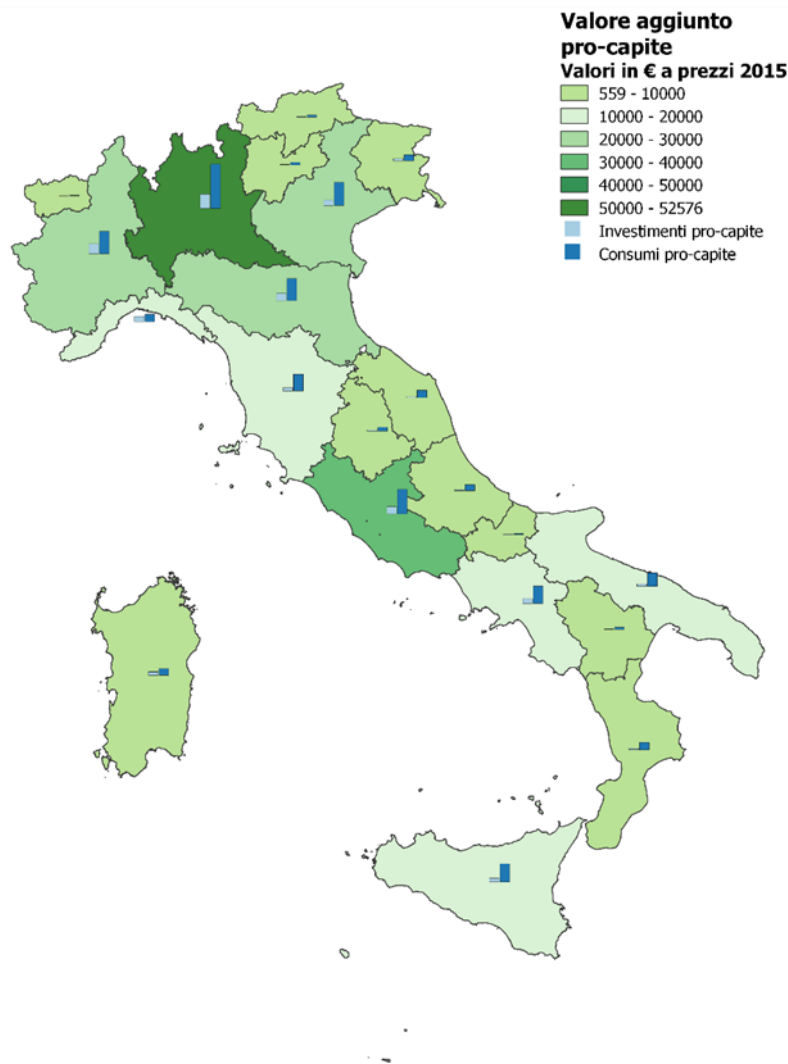 Valore aggiunto
pro-capite
Valori in € a prezzi 2015
559 - 10000
10000 - 20000
20000 - 30000
30000 - 40000
40000 - 50000
50000 - 52576
Investimenti pro-capite
Consumi pro-capite